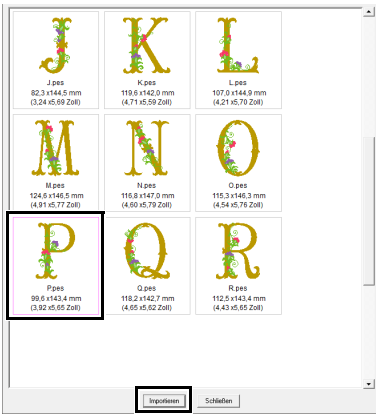 J.pes
82,3 x144,5 mm
(3,24 x5,69 Zoll)
K.pes
119,6 x142,0 mm
(4,71 x5,59 Zoll)
L.pes
107,0 x144,9 mm
(4,21 x5,70 Zoll)
M.pes
124,6 x146,5 mm
(4,91 x5,77 Zoll)
N.pes
116,8 x147,0 mm
(4,60 x5,79 Zoll)
O.pes
115,3 x146,3 mm
(4,54 x5,76 Zoll)
P.pes
99,6 x143,4 mm
(3,92 x5,65 Zoll)
Q.pes
118,2 x142,7 mm
(4,65 x5,62 Zoll)
R.pes
112,5 x143,4 mm
(4,43 x5,65 Zoll)
Importieren
Schließen